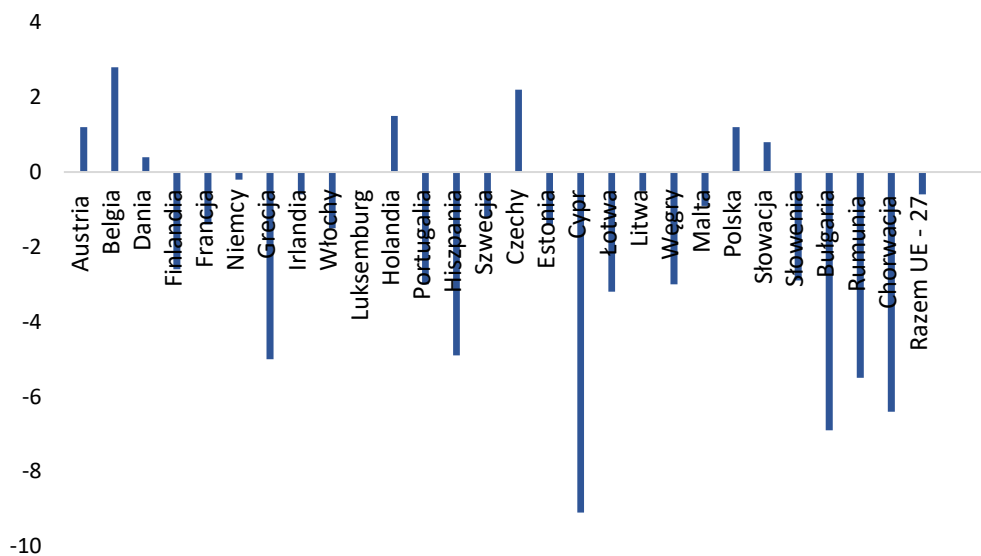 4
2
0
-2
-4
-6
-8
-10
Austria
Belgia
Dania
Finlandia
Francja
Niemcy
Grecja
Irlandia
Włochy
Luksemburg
Holandia
Portugalia
Hiszpania
Szwecja
Czechy
Estonia
Cypr
Łotwa
Litwa
Węgry
Malta
Polska
Słowacja
Słowenia
Bułgaria
Rumunia
Chorwacja
Razem UE - 27